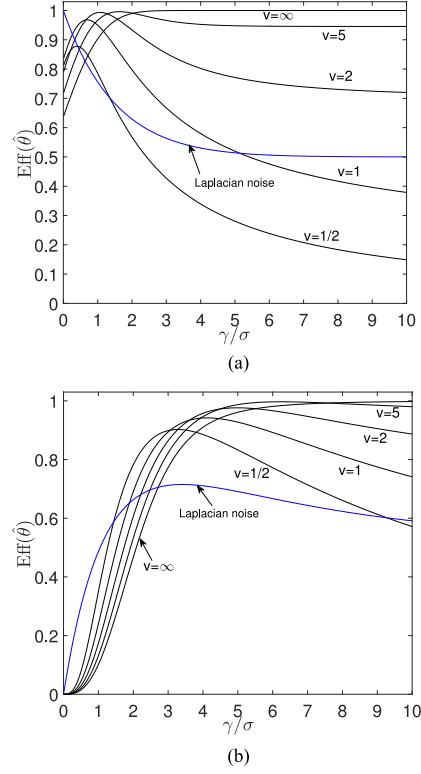 1
0.9
0.8
0.7
0.6
0.5
0.4
0.3
0.2
0.1
0
Eff(θ̂)
v=∞
v=5
v=2
v=1
v=1/2
Laplacian noise
0 1 2 3 4 5 6 7 8 9 10
γ/σ
(a)
1
0.8
0.6
0.4
0.2
0
Eff(θ̂)
v=5
v=2
v=1
v=1/2
Laplacian noise
v=∞
0 1 2 3 4 5 6 7 8 9 10
γ/σ
(b)